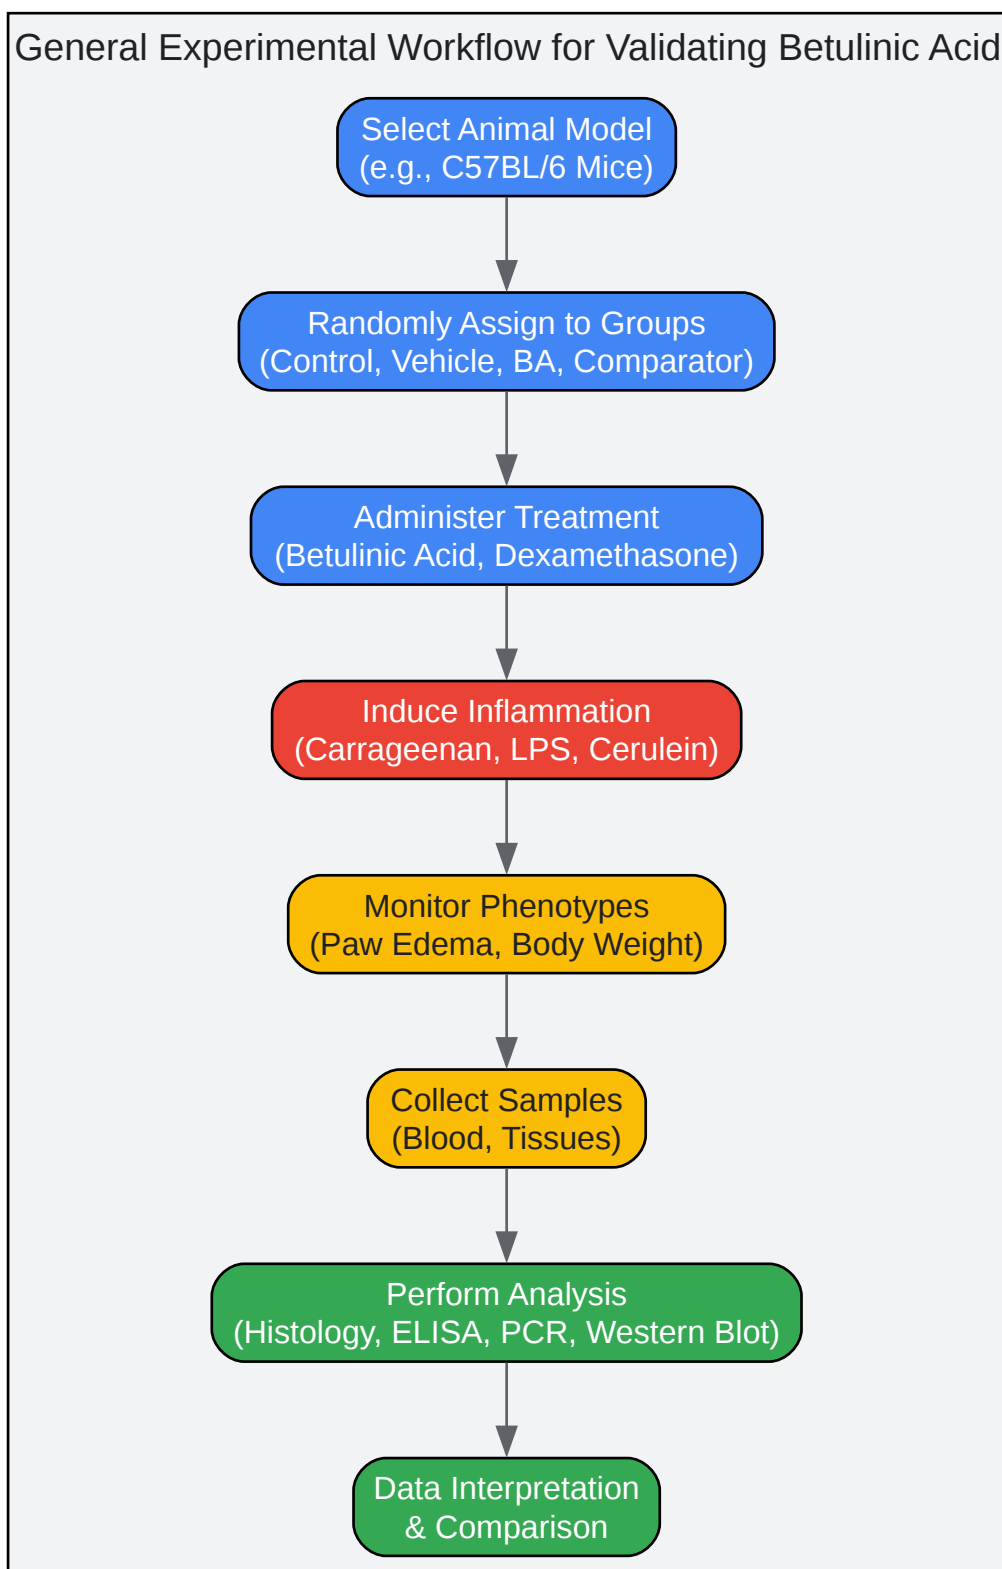 General Experimental Workflow for Validating Betulinic Acid
Select Animal Model
(e.g., C57BL/6 Mice)
Randomly Assign to Groups
(Control, Vehicle, BA, Comparator)
Administer Treatment
(Betulinic Acid, Dexamethasone)
Induce Inflammation
(Carrageenan, LPS, Cerulein)
Monitor Phenotypes
(Paw Edema, Body Weight)
Collect Samples
(Blood, Tissues)
Perform Analysis
(Histology, ELISA, PCR, Western Blot)
Data Interpretation
& Comparison